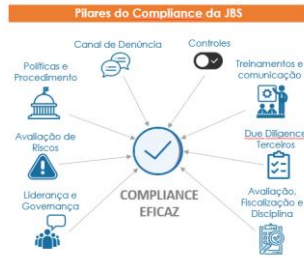 Pilares do Compliance da JBS
Canal de Denúncia
Controles
Políticas e
Procedimento
Treinamentos e
comunicação
Avaliação de
Riscos
Due Diligence
Terceiros
Liderança e
Governança
COMPLIANCE
EFICAZ
Avaliação,
Fiscalização e
Disciplina